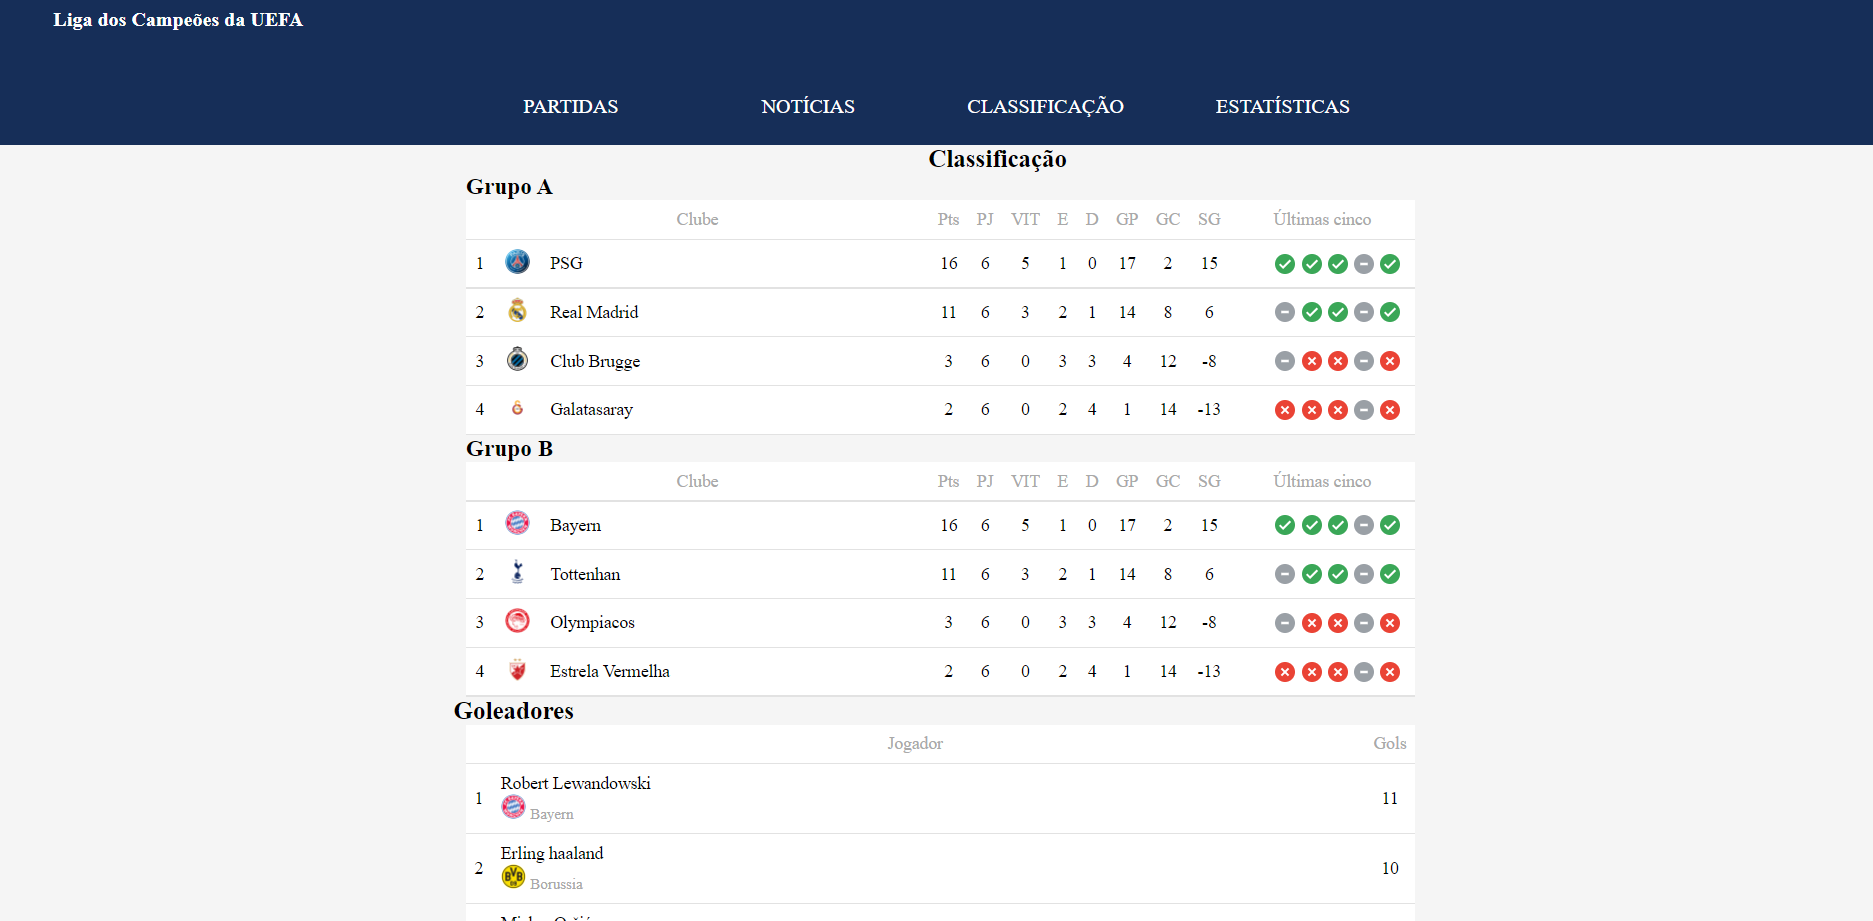 Liga dos Campeões da UEFA
PARTIDAS NOTÍCIAS CLASSIFICAÇÃO ESTATÍSTICAS
Classificação
Grupo A
Clube Pts PJ VIT E D GP GC SG Últimas cinco
1 PSG 16 6 5 1 0 17 2 15
2 Real Madrid 11 6 3 2 1 14 8 6
3 Club Brugge 3 6 0 3 3 4 12 -8
4 Galatasaray 2 6 0 2 4 1 14 -13
Grupo B
Clube Pts PJ VIT E D GP GC SG Últimas cinco
1 Bayern 16 6 5 1 0 17 2 15
2 Tottenhan 11 6 3 2 1 14 8 6
3 Olympiacos 3 6 0 3 3 4 12 -8
4 Estrela Vermelha 2 6 0 2 4 1 14 -13
Goleadores
Jogador Gols
Robert Lewandowski
1 Bayern 11
Erling haaland
2 BVB Borussia 10